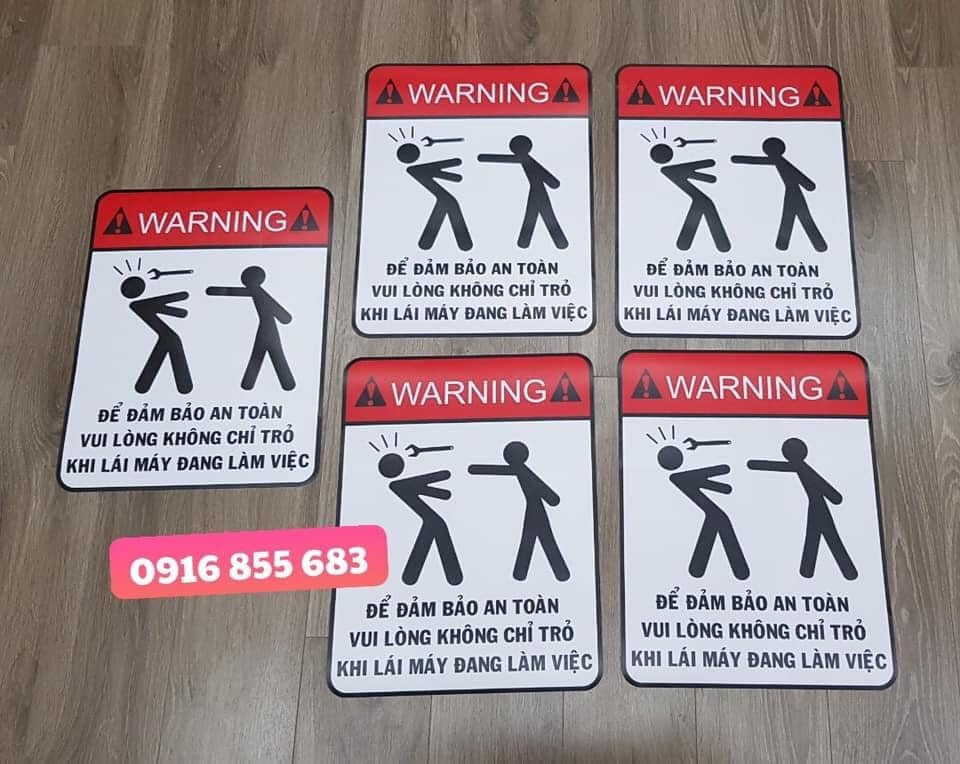 WARNING
ĐỂ ĐẢM BẢO AN TOÀN
VUI LÒNG KHÔNG CHỈ TRỎ
KHI LÁI MÁY ĐANG LÀM VIỆC
WARNING
ĐỂ ĐẢM BẢO AN TOÀN
VUI LÒNG KHÔNG CHỈ TRỎ
KHI LÁI MÁY ĐANG LÀM VIỆC
WARNING
ĐỂ ĐẢM BẢO AN TOÀN
VUI LÒNG KHÔNG CHỈ TRỎ
KHI LÁI MÁY ĐANG LÀM VIỆC
WARNING
ĐỂ ĐẢM BẢO AN TOÀN
VUI LÒNG KHÔNG CHỈ TRỎ
KHI LÁI MÁY ĐANG LÀM VIỆC
WARNING
ĐỂ ĐẢM BẢO AN TOÀN
VUI LÒNG KHÔNG CHỈ TRỎ
KHI LÁI MÁY ĐANG LÀM VIỆC
0916 855 683